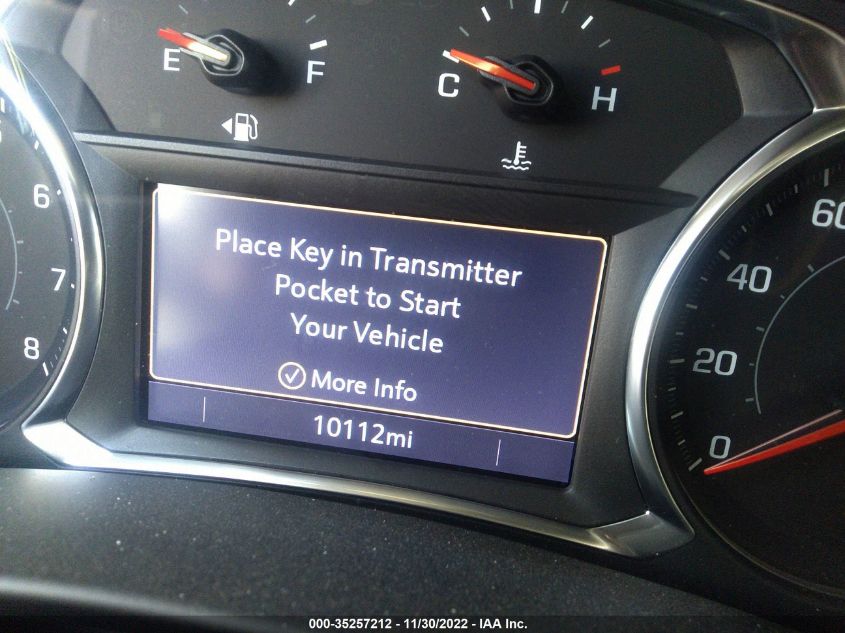 E
F
C
H
6
7
8
Place Key in Transmitter
Pocket to Start
Your Vehicle
More Info
10112mi
60
40
20
0
000-35257212 - 11/30/2022 - IAA Inc.